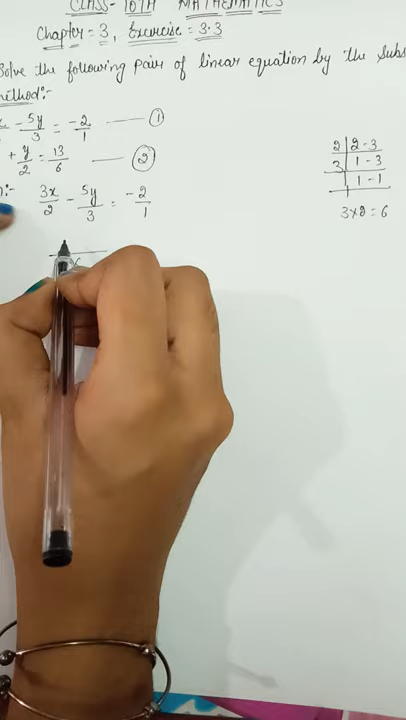 CLASS- 10TH MATHEMATICS
Chapter = 3, Exercise = 3.3
Solve the following pair of linear equation by the Subs
method:-
- 5y/3 = -2/1 —— ①
+ y/2 = 13/6 —— ②
:- 3x/2 - 5y/3 = -2/1
6
2 | 2 - 3
3 | 1 - 3
| 1 - 1
3×2 = 6